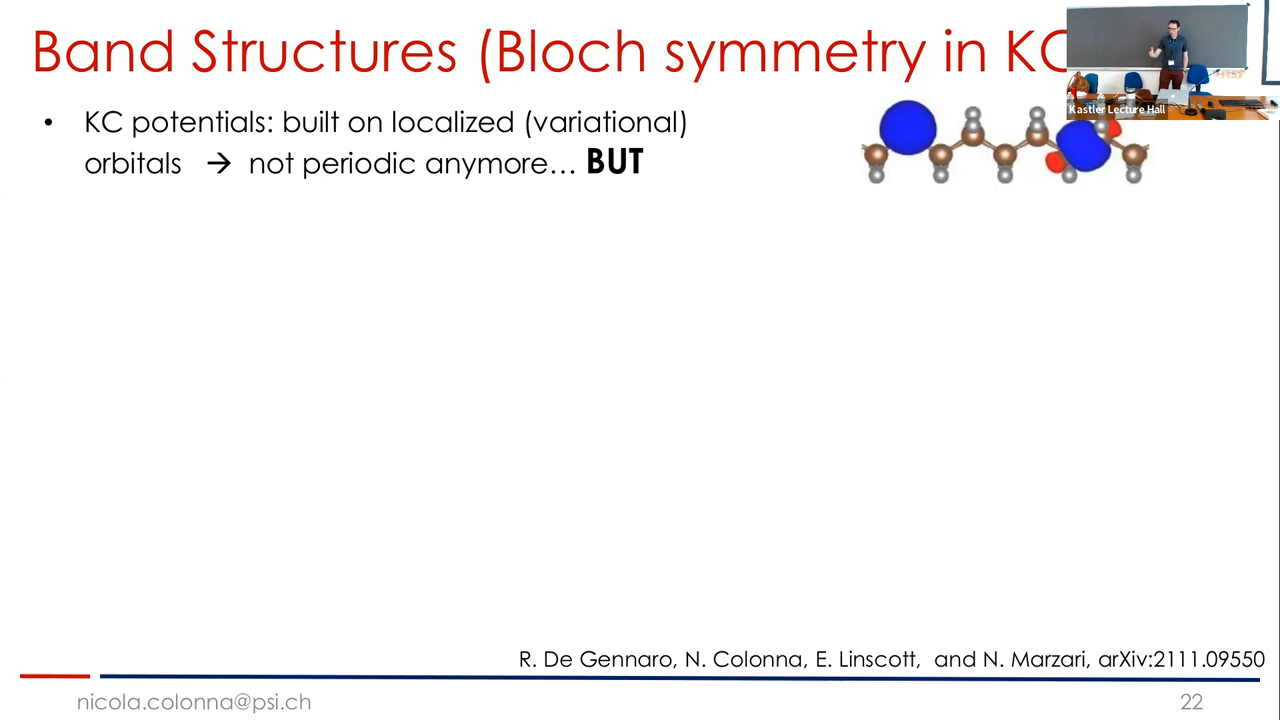 Band Structures (Bloch symmetry in KC
Kastler Lecture Hall
• KC potentials: built on localized (variational)
orbitals → not periodic anymore… BUT
R. De Gennaro, N. Colonna, E. Linscott, and N. Marzari, arXiv:2111.09550
nicola.colonna@psi.ch
22